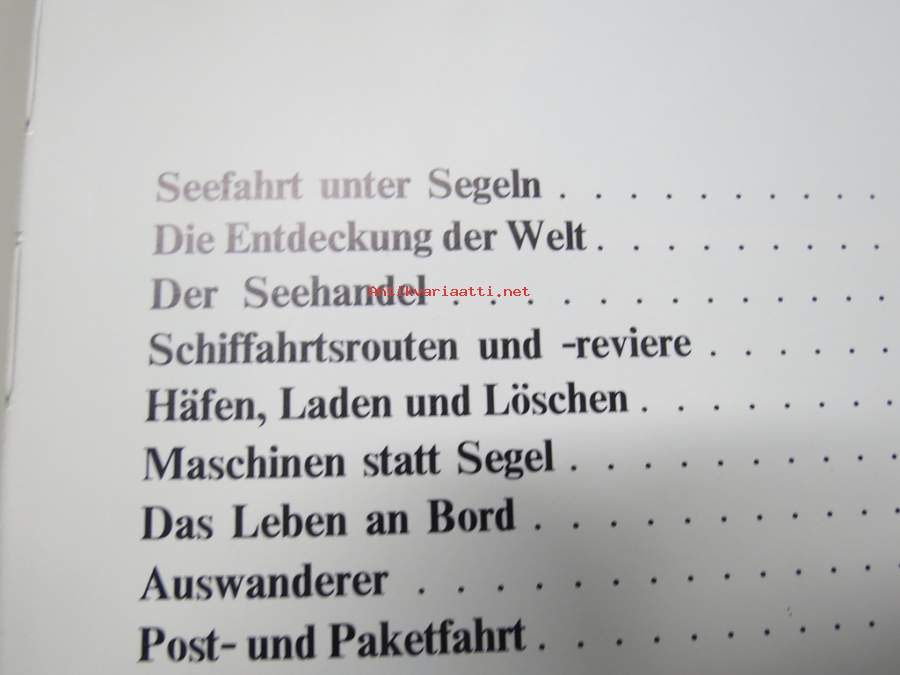 Seefahrt unter Segeln . . . . . . . . . .
Die Entdeckung der Welt . . . . . . . . .
Der Seehandel . . . . . . . . . . . .
Antikvariaatti.net
Schiffahrtsrouten und -reviere . . . . . .
Häfen, Laden und Löschen . . . . . . . .
Maschinen statt Segel . . . . . . . . . .
Das Leben an Bord . . . . . . . . . . .
Auswanderer . . . . . . . . . . . . .
Post- und Paketfahrt . . . . . . . . . .